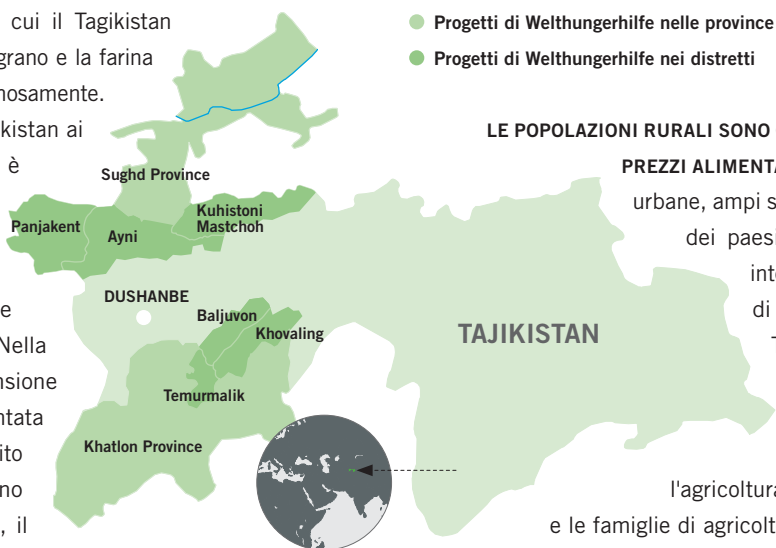 cui il Tagikistan
grano e la farina
nosamente.
kistan ai
è
e
Nella
nsione
ntata
ito
no
, il
Progetti di Welthungerhilfe nelle province
Progetti di Welthungerhilfe nei distretti
LE POPOLAZIONI RURALI SONO
PREZZI ALIMENTA
urbane, ampi s
dei paesi
inte
di
T
l'agricoltura
e le famiglie di agricolt
Sughd Province
Panjakent
Ayni
Kuhistoni
Mastchoh
DUSHANBE
Baljuvon
Khovaling
Temurmalik
Khatlon Province
TAJIKISTAN